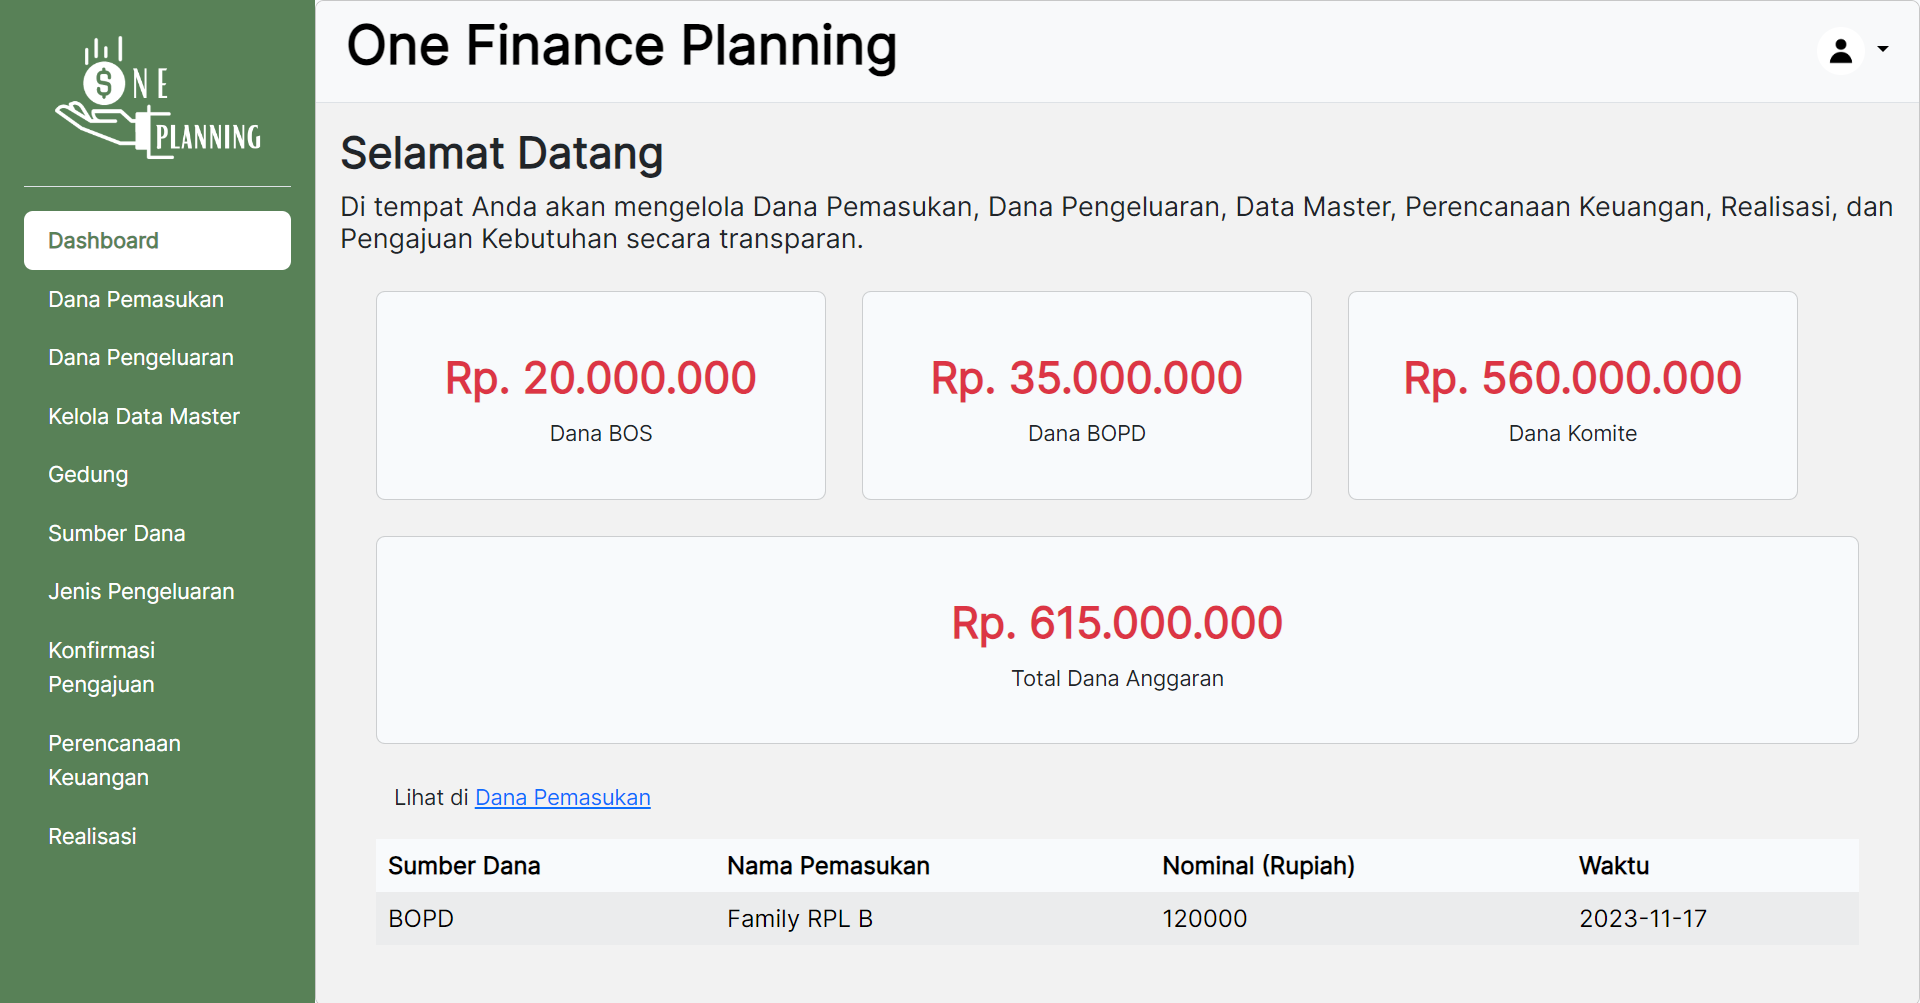 $ NE
PLANNING
Dashboard
Dana Pemasukan
Dana Pengeluaran
Kelola Data Master
Gedung
Sumber Dana
Jenis Pengeluaran
Konfirmasi
Pengajuan
Perencanaan
Keuangan
Realisasi
One Finance Planning
Selamat Datang
Di tempat Anda akan mengelola Dana Pemasukan, Dana Pengeluaran, Data Master, Perencanaan Keuangan, Realisasi, dan
Pengajuan Kebutuhan secara transparan.
Rp. 20.000.000
Dana BOS
Rp. 35.000.000
Dana BOPD
Rp. 560.000.000
Dana Komite
Rp. 615.000.000
Total Dana Anggaran
Lihat di Dana Pemasukan
Sumber Dana Nama Pemasukan Nominal (Rupiah) Waktu
BOPD Family RPL B 120000 2023-11-17